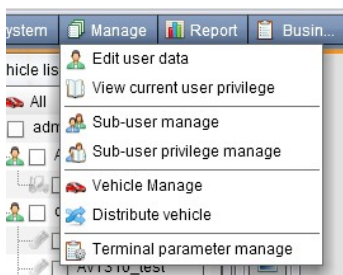 ystem Manage Report Busin...
Edit user data
hicle lis
View current user privilege
All
Sub-user manage
adm
Sub-user privilege manage
Vehicle Manage
Distribute vehicle
Terminal parameter manage
AVT310_test